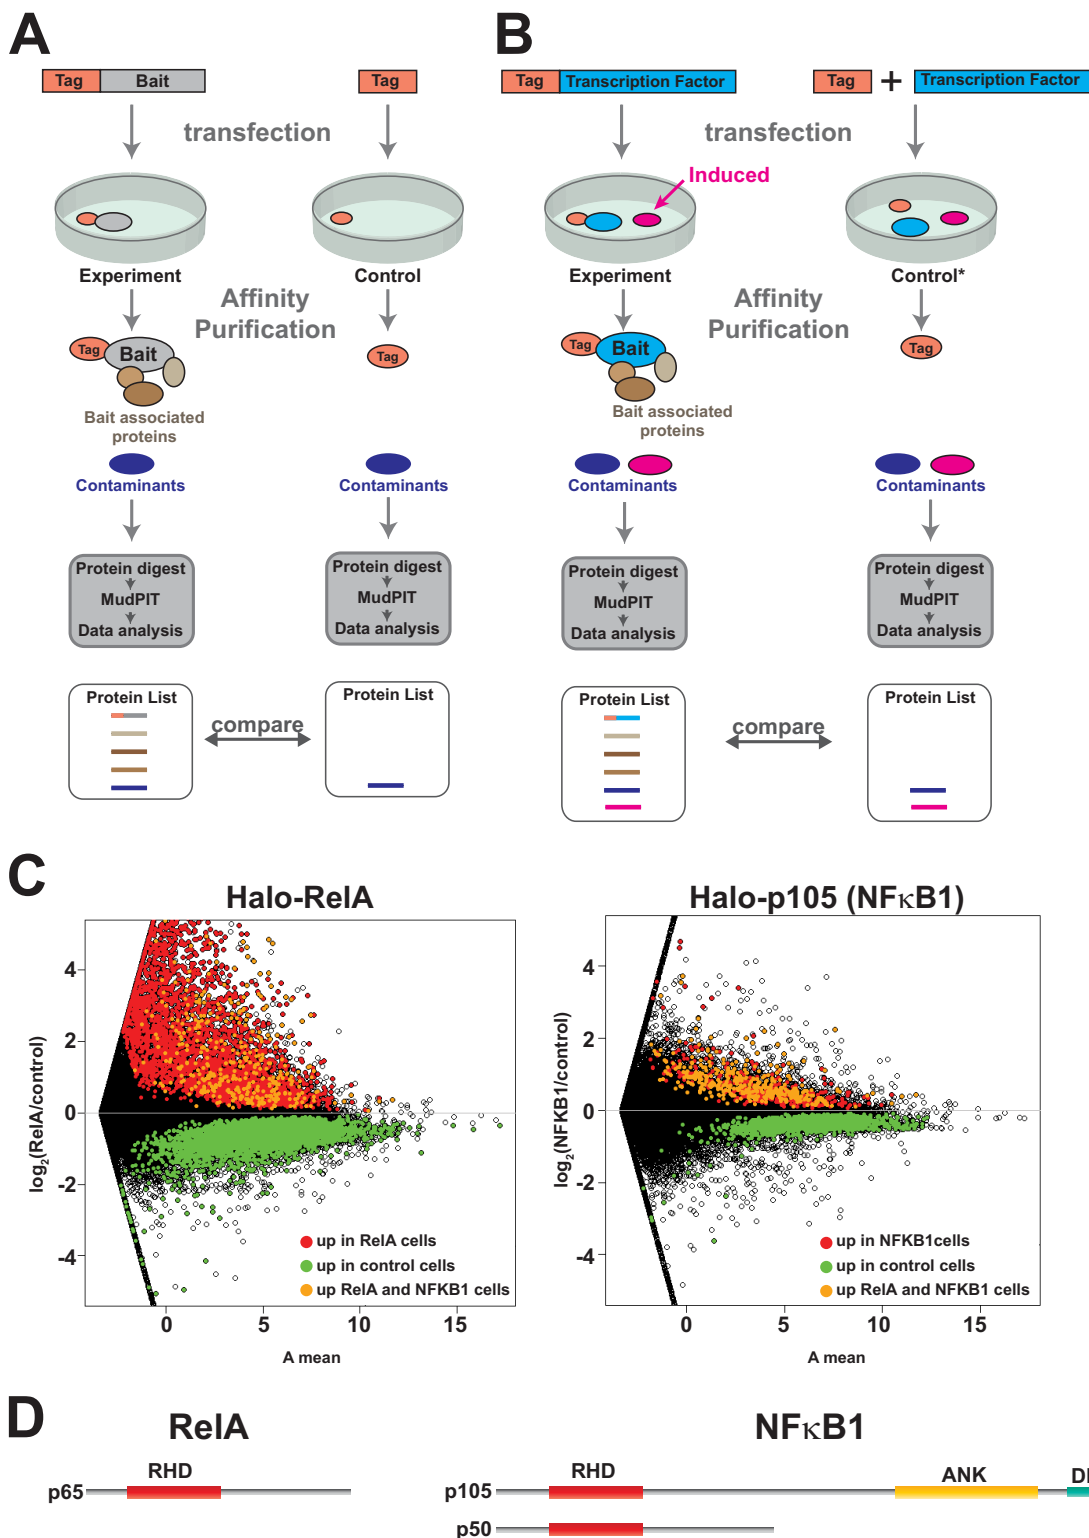 A
Tag Bait
Tag
transfection
Experiment
Control
Affinity
Purification
Tag Bait
Tag
Bait associated
proteins
Contaminants
Contaminants
Protein digest
MudPIT
Data analysis
Protein digest
MudPIT
Data analysis
Protein List
compare
Protein List
B
Tag Transcription Factor
Tag + Transcription Factor
transfection
Induced
Experiment
Control*
Affinity
Purification
Tag Bait
Tag
Bait associated
proteins
Contaminants
Contaminants
Protein digest
MudPIT
Data analysis
Protein digest
MudPIT
Data analysis
Protein List
compare
Protein List
C
Halo-RelA
log2(RelA/control)
4
2
0
-2
-4
up in RelA cells
up in control cells
up RelA and NFKB1 cells
0 5 10 15
A mean
Halo-p105 (NFκB1)
log2(NFKB1/control)
4
2
0
-2
-4
up in NFKB1cells
up in control cells
up RelA and NFKB1 cells
0 5 10 15
A mean
D
RelA
RHD
p65
NFκB1
RHD ANK
p105
p50